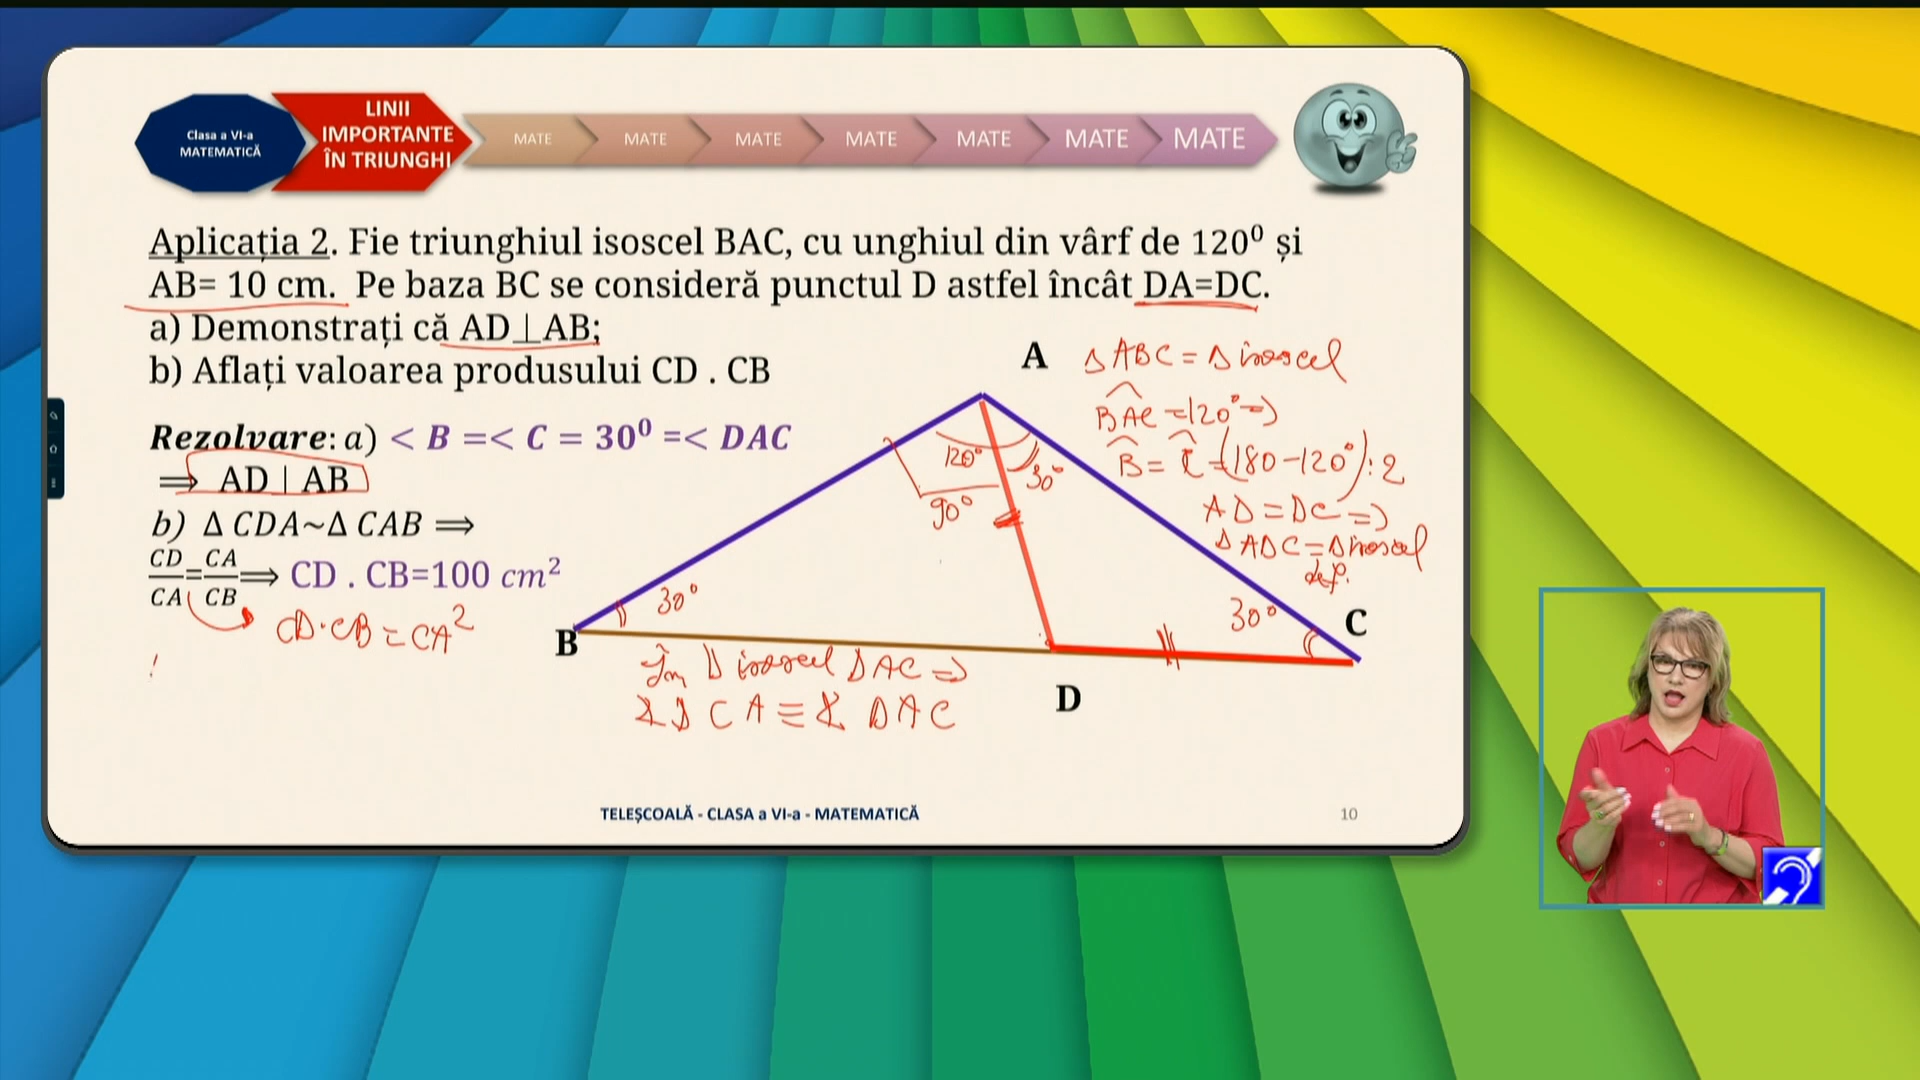 Clasa a VI-a
MATEMATICĂ
LINII
IMPORTANTE
ÎN TRIUNGHI
MATE MATE MATE MATE MATE MATE MATE
Aplicația 2. Fie triunghiul isoscel BAC, cu unghiul din vârf de 120⁰ și
AB= 10 cm. Pe baza BC se consideră punctul D astfel încât DA=DC.
a) Demonstrați că AD⊥AB;
b) Aflați valoarea produsului CD . CB
Rezolvare: a) < B =< C = 30⁰ =< DAC
⟹ AD | AB
b) Δ CDA~Δ CAB ⟹
CD/CA=CA/CB⟹ CD . CB=100 cm²
CD·CB=CA²
!
A
B
C
D
120°
30°
90°
30°
30°
Δ ABC = Δ isoscel
BAC =120° =>
B = C =(180-120°):2
AD = DC =>
Δ ADC = Δ isoscel
def.
În Δ isoscel DAC =>
∢ D C A ≡ ∢ D A C
TELEȘCOALĂ - CLASA a VI-a - MATEMATICĂ
10